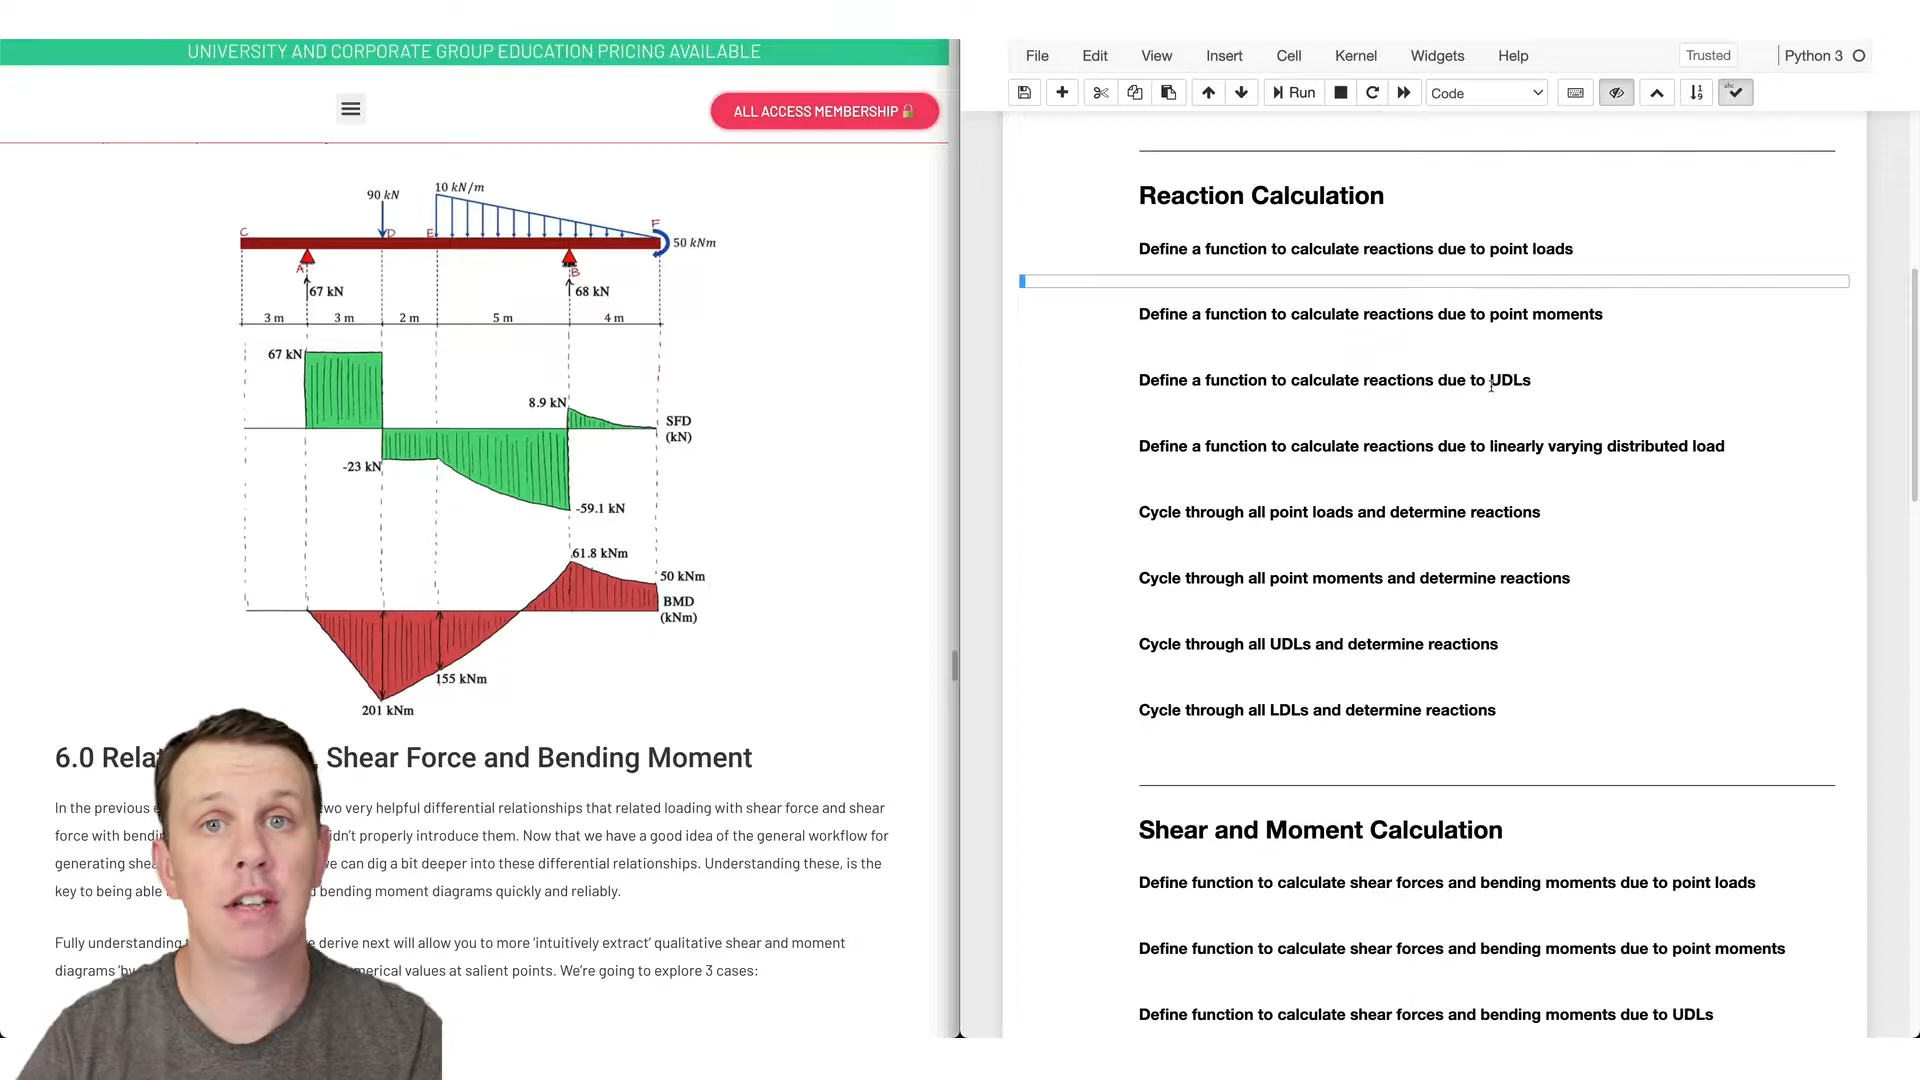 UNIVERSITY AND CORPORATE GROUP EDUCATION PRICING AVAILABLE
ALL ACCESS MEMBERSHIP
90 kN
10 kN/m
C
D
E
F
50 kNm
A
B
67 kN
68 kN
3 m
3 m
2 m
5 m
4 m
67 kN
8.9 kN
SFD
(kN)
-23 kN
-59.1 kN
61.8 kNm
50 kNm
BMD
(kNm)
155 kNm
201 kNm
6.0 Shear Force and Bending Moment
In the previous two very helpful differential relationships that related loading with shear force and shear
force with properly introduce them. Now that we have a good idea of the general workflow for
generating can dig a bit deeper into these differential relationships. Understanding these, is the
key to being able bending moment diagrams quickly and reliably.
Fully understanding derive next will allow you to more ‘intuitively extract’ qualitative shear and moment
diagrams values at salient points. We’re going to explore 3 cases:
File Edit View Insert Cell Kernel Widgets Help Trusted Python 3
Run Code
Reaction Calculation
Define a function to calculate reactions due to point loads
Define a function to calculate reactions due to point moments
Define a function to calculate reactions due to UDLs
Define a function to calculate reactions due to linearly varying distributed load
Cycle through all point loads and determine reactions
Cycle through all point moments and determine reactions
Cycle through all UDLs and determine reactions
Cycle through all LDLs and determine reactions
Shear and Moment Calculation
Define function to calculate shear forces and bending moments due to point loads
Define function to calculate shear forces and bending moments due to point moments
Define function to calculate shear forces and bending moments due to UDLs